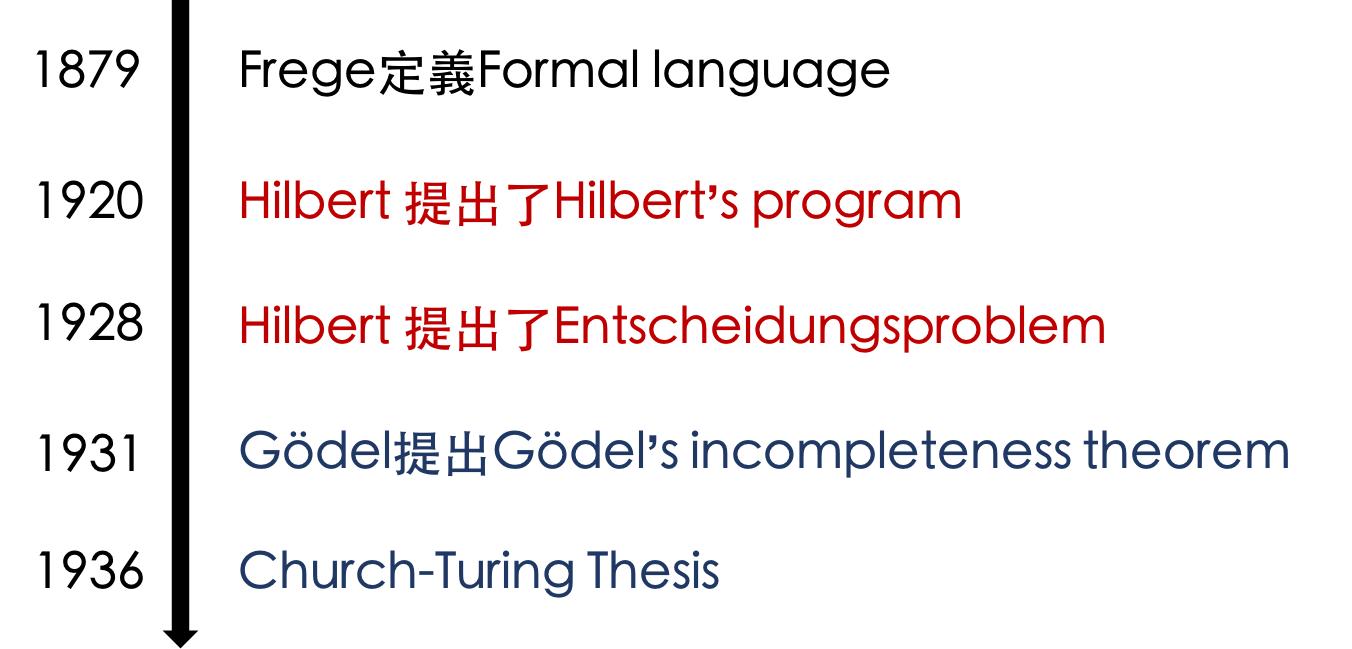 1879 Frege定義Formal language
1920 Hilbert 提出了Hilbert’s program
1928 Hilbert 提出了Entscheidungsproblem
1931 Gödel提出Gödel’s incompleteness theorem
1936 Church-Turing Thesis